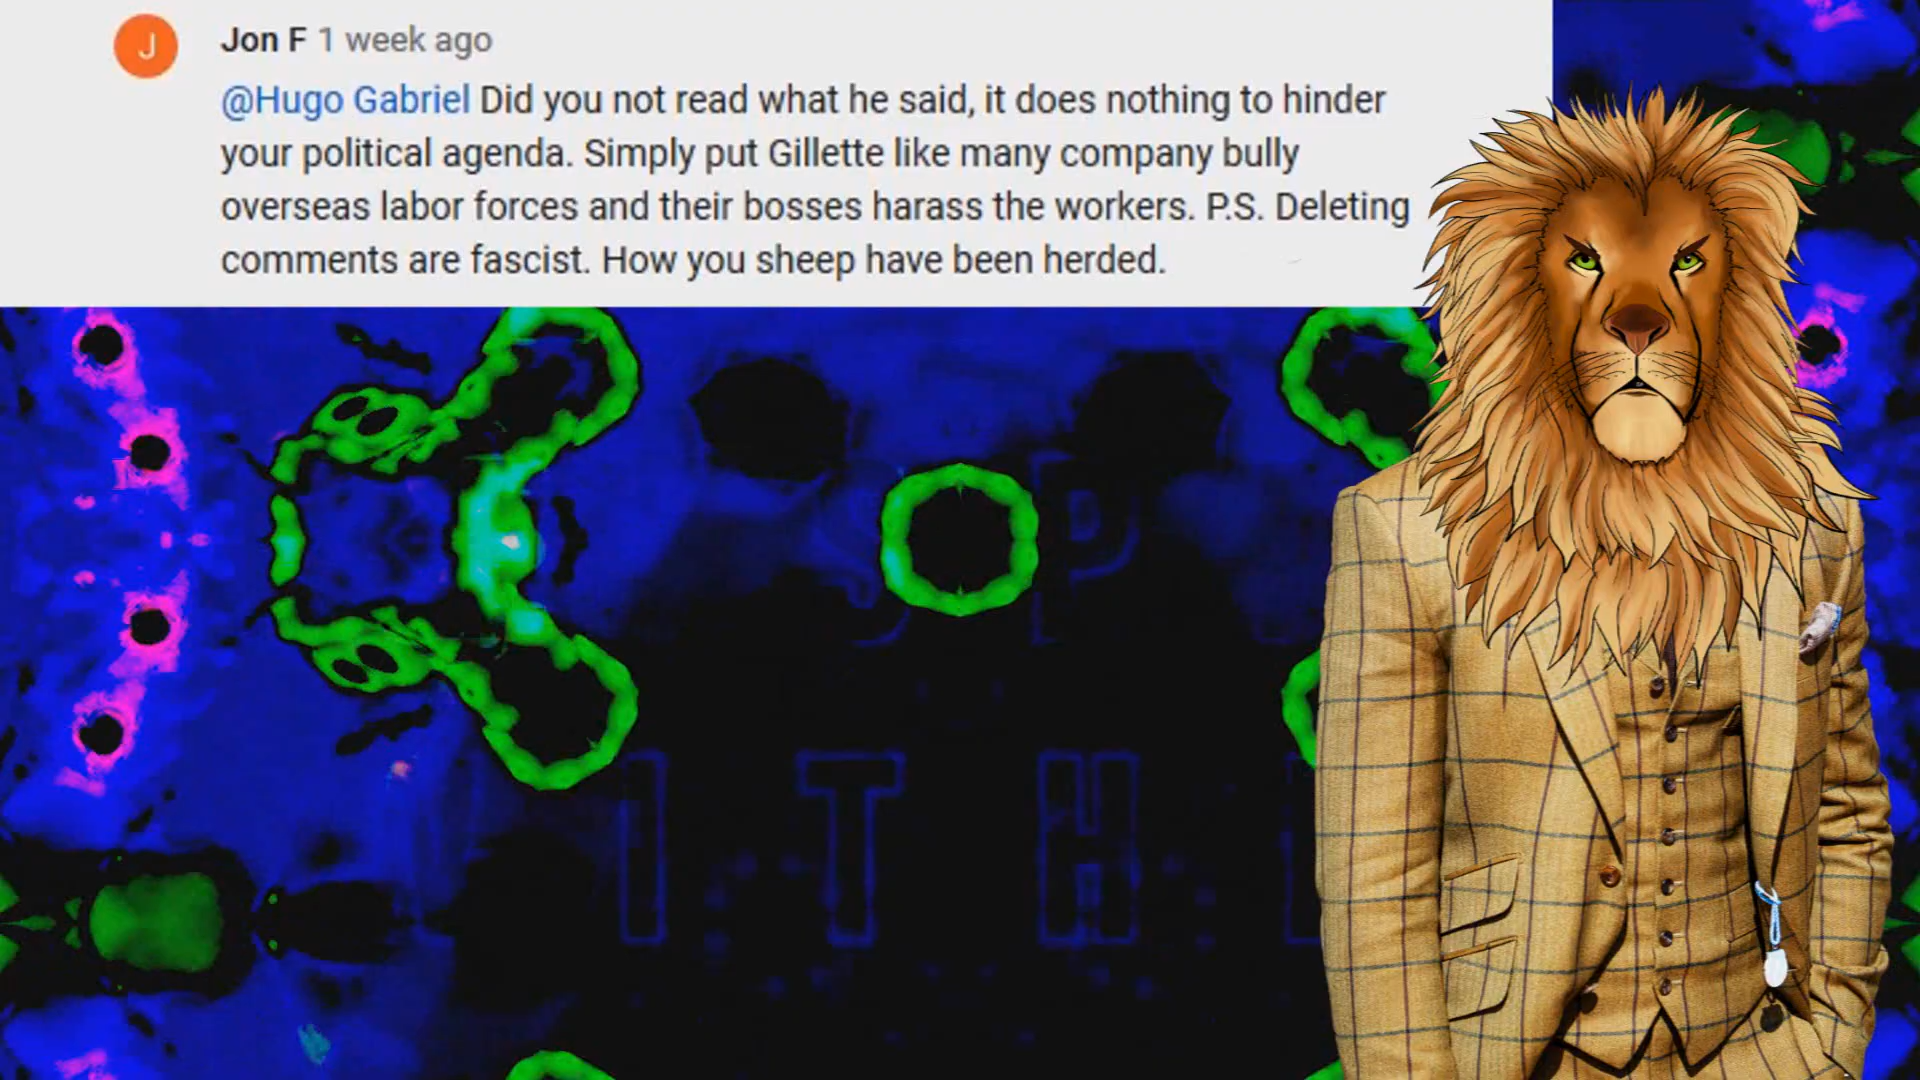 J
Jon F 1 week ago
@Hugo Gabriel Did you not read what he said, it does nothing to hinder
your political agenda. Simply put Gillette like many company bully
overseas labor forces and their bosses harass the workers. P.S. Deleting
comments are fascist. How you sheep have been herded.
S P
I T H